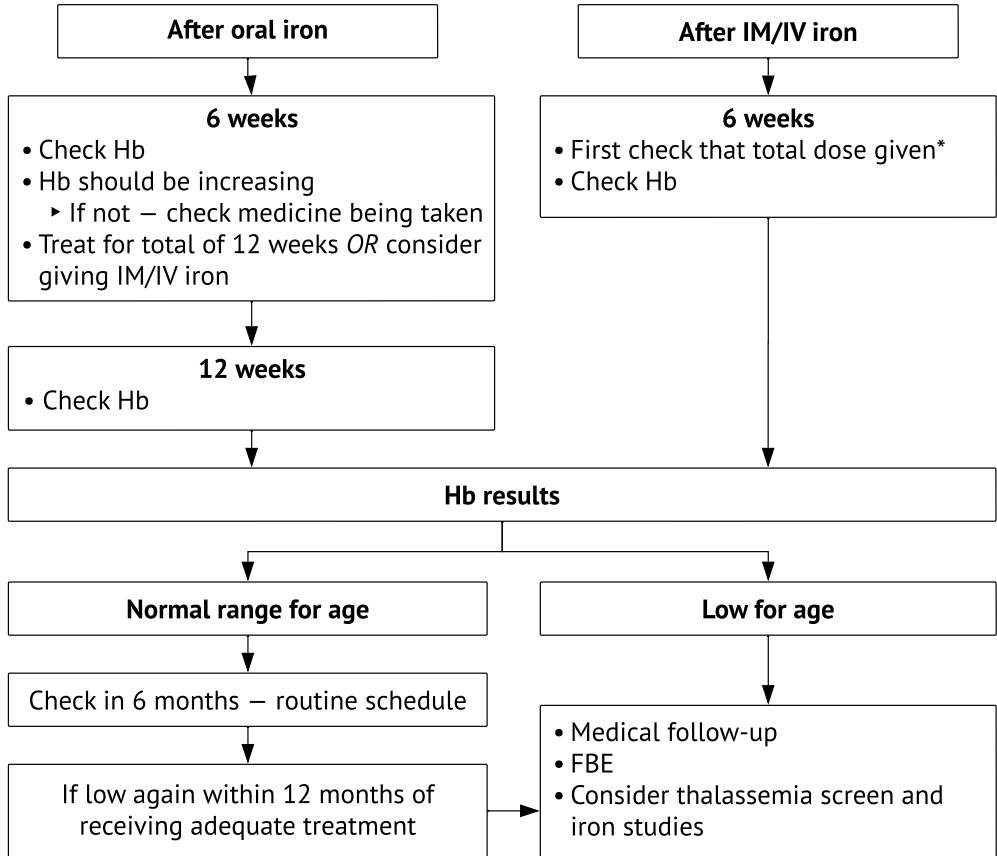 After oral iron
6 weeks
• Check Hb
• Hb should be increasing
‣ If not – check medicine being taken
• Treat for total of 12 weeks OR consider
giving IM/IV iron
12 weeks
• Check Hb
After IM/IV iron
6 weeks
• First check that total dose given*
• Check Hb
Hb results
Normal range for age
Check in 6 months – routine schedule
If low again within 12 months of
receiving adequate treatment
Low for age
• Medical follow-up
• FBE
• Consider thalassemia screen and
iron studies